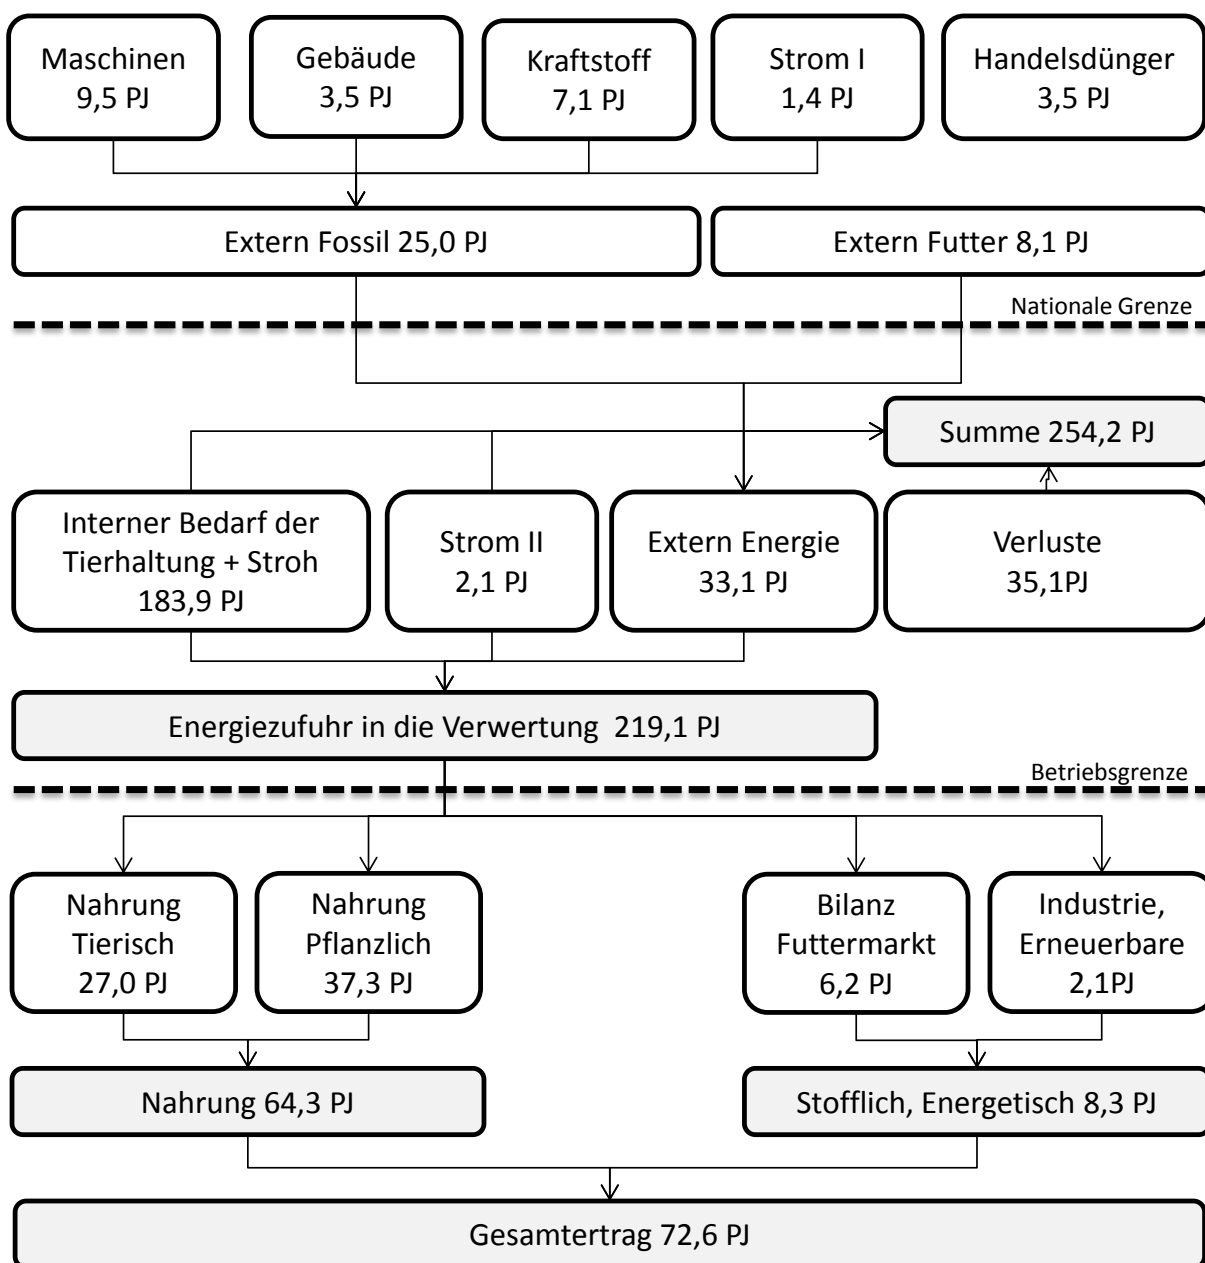 Maschinen
9,5 PJ
Gebäude
3,5 PJ
Kraftstoff
7,1 PJ
Strom I
1,4 PJ
Handelsdünger
3,5 PJ
Extern Fossil 25,0 PJ
Extern Futter 8,1 PJ
Nationale Grenze
Summe 254,2 PJ
Interner Bedarf der
Tierhaltung + Stroh
183,9 PJ
Strom II
2,1 PJ
Extern Energie
33,1 PJ
Verluste
35,1PJ
Energiezufuhr in die Verwertung 219,1 PJ
Betriebsgrenze
Nahrung
Tierisch
27,0 PJ
Nahrung
Pflanzlich
37,3 PJ
Bilanz
Futtermarkt
6,2 PJ
Industrie,
Erneuerbare
2,1PJ
Nahrung 64,3 PJ
Stofflich, Energetisch 8,3 PJ
Gesamtertrag 72,6 PJ